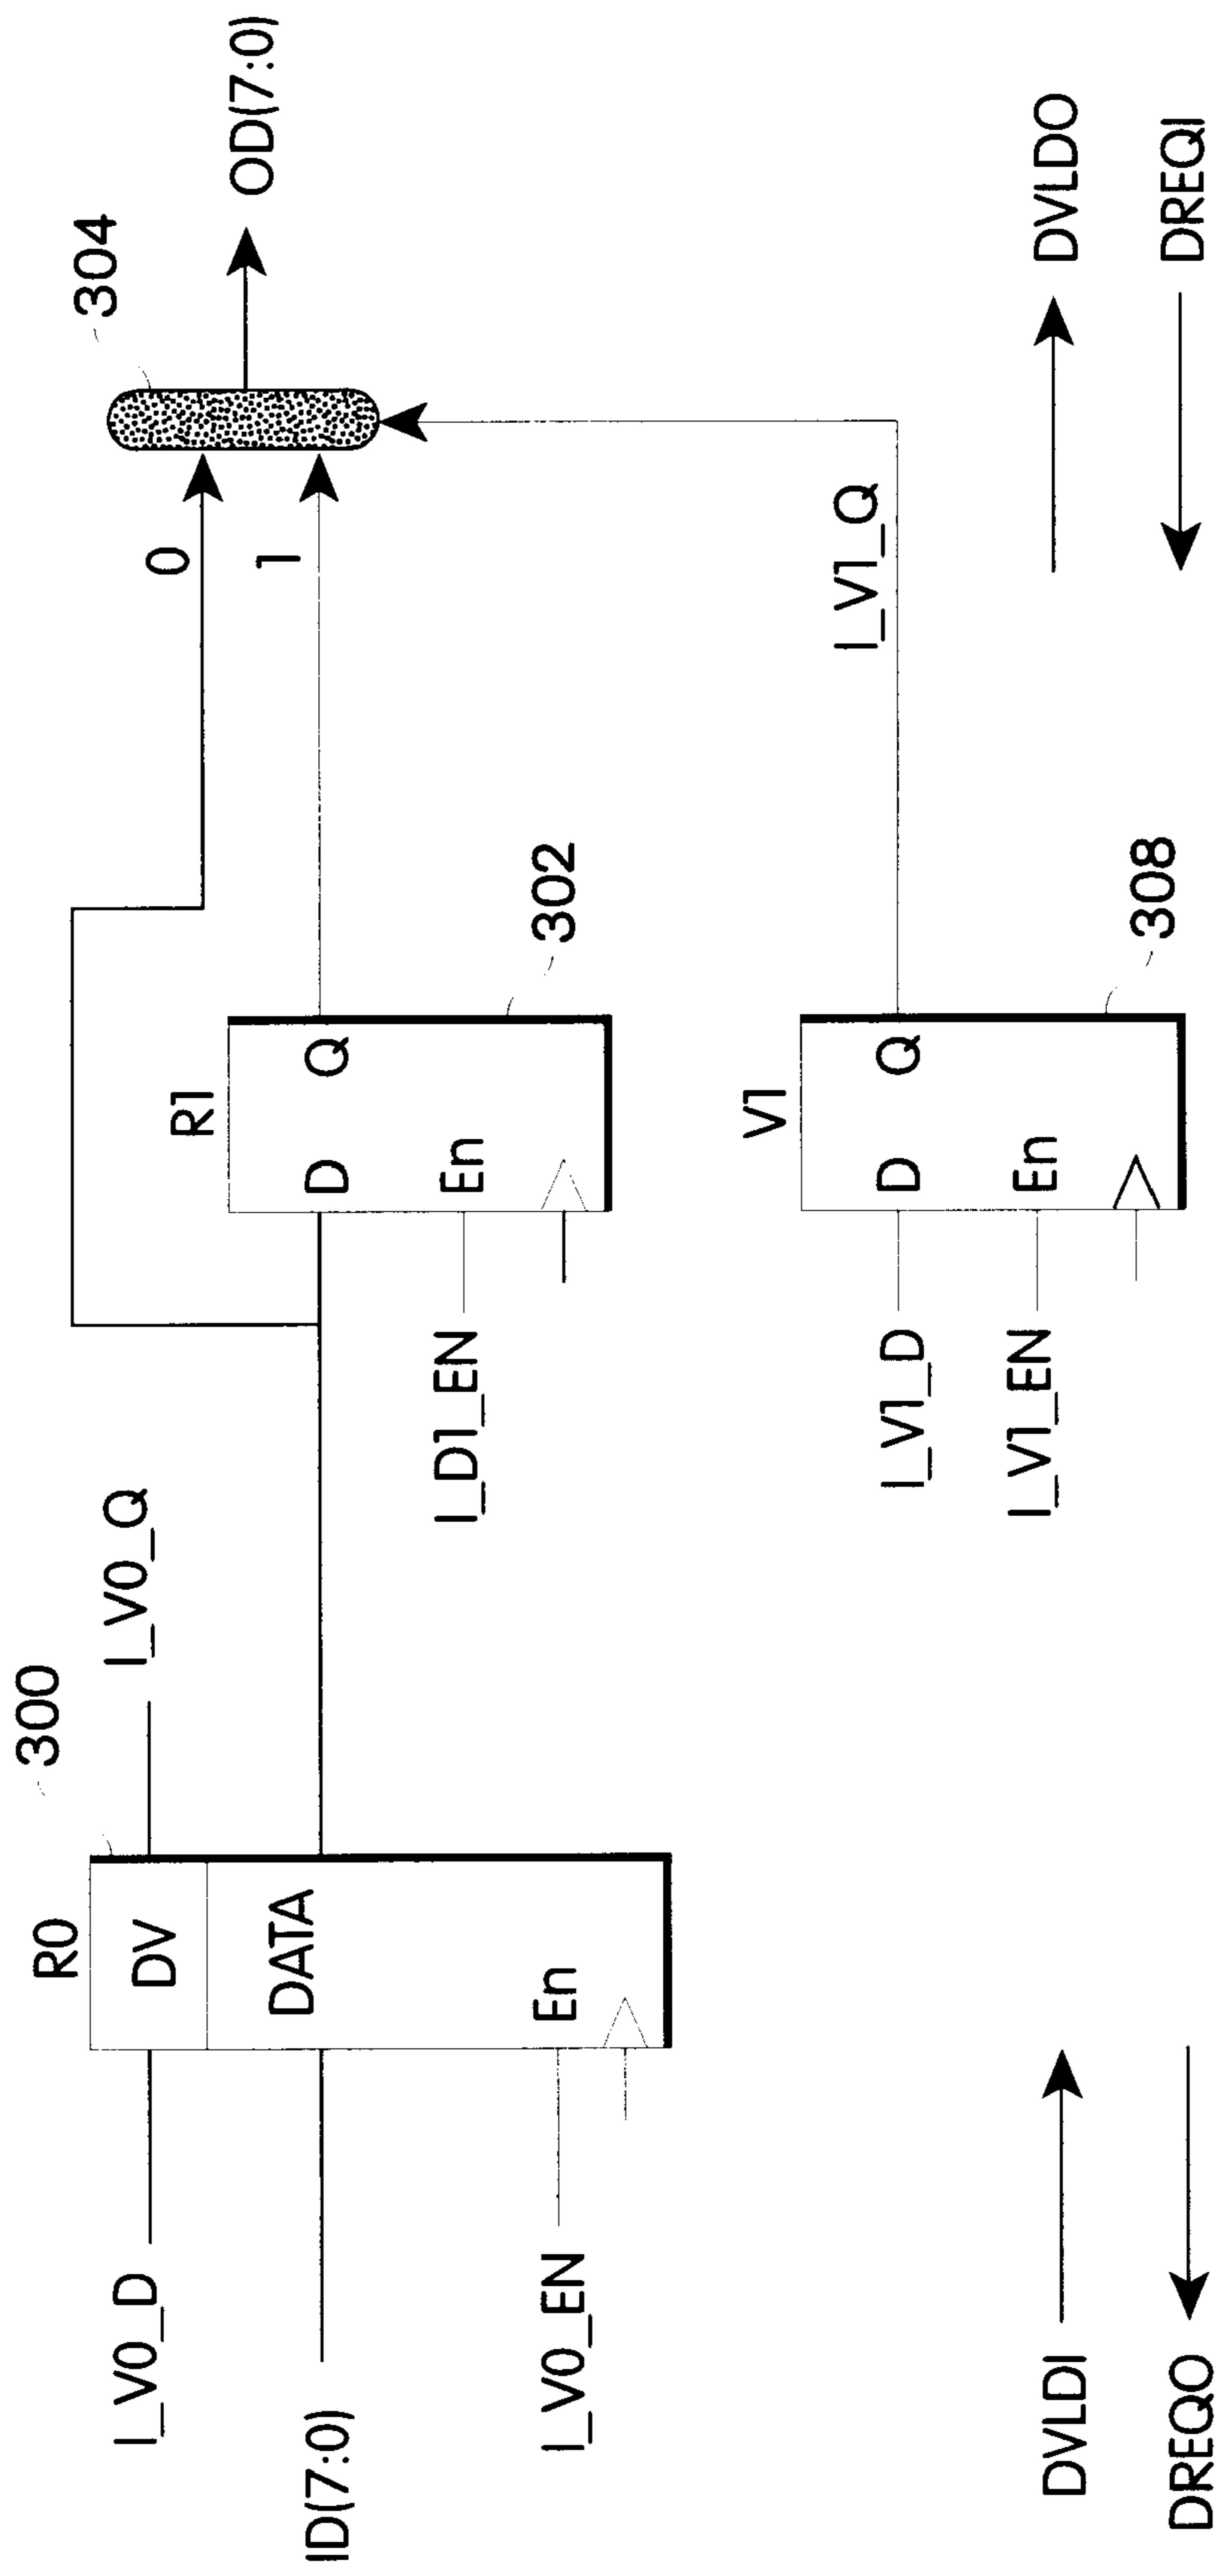 304
0
OD(7:0)
1
R0
300
I_V0_Q
I_V0_D
DV
R1
302
ID(7:0)
DATA
D Q
I_D1_EN
En
I_V0_EN
En
V1
308
I_V1_Q
I_V1_D
D Q
I_V1_EN
En
DVLDI
DVLDO
DREQO
DREQI